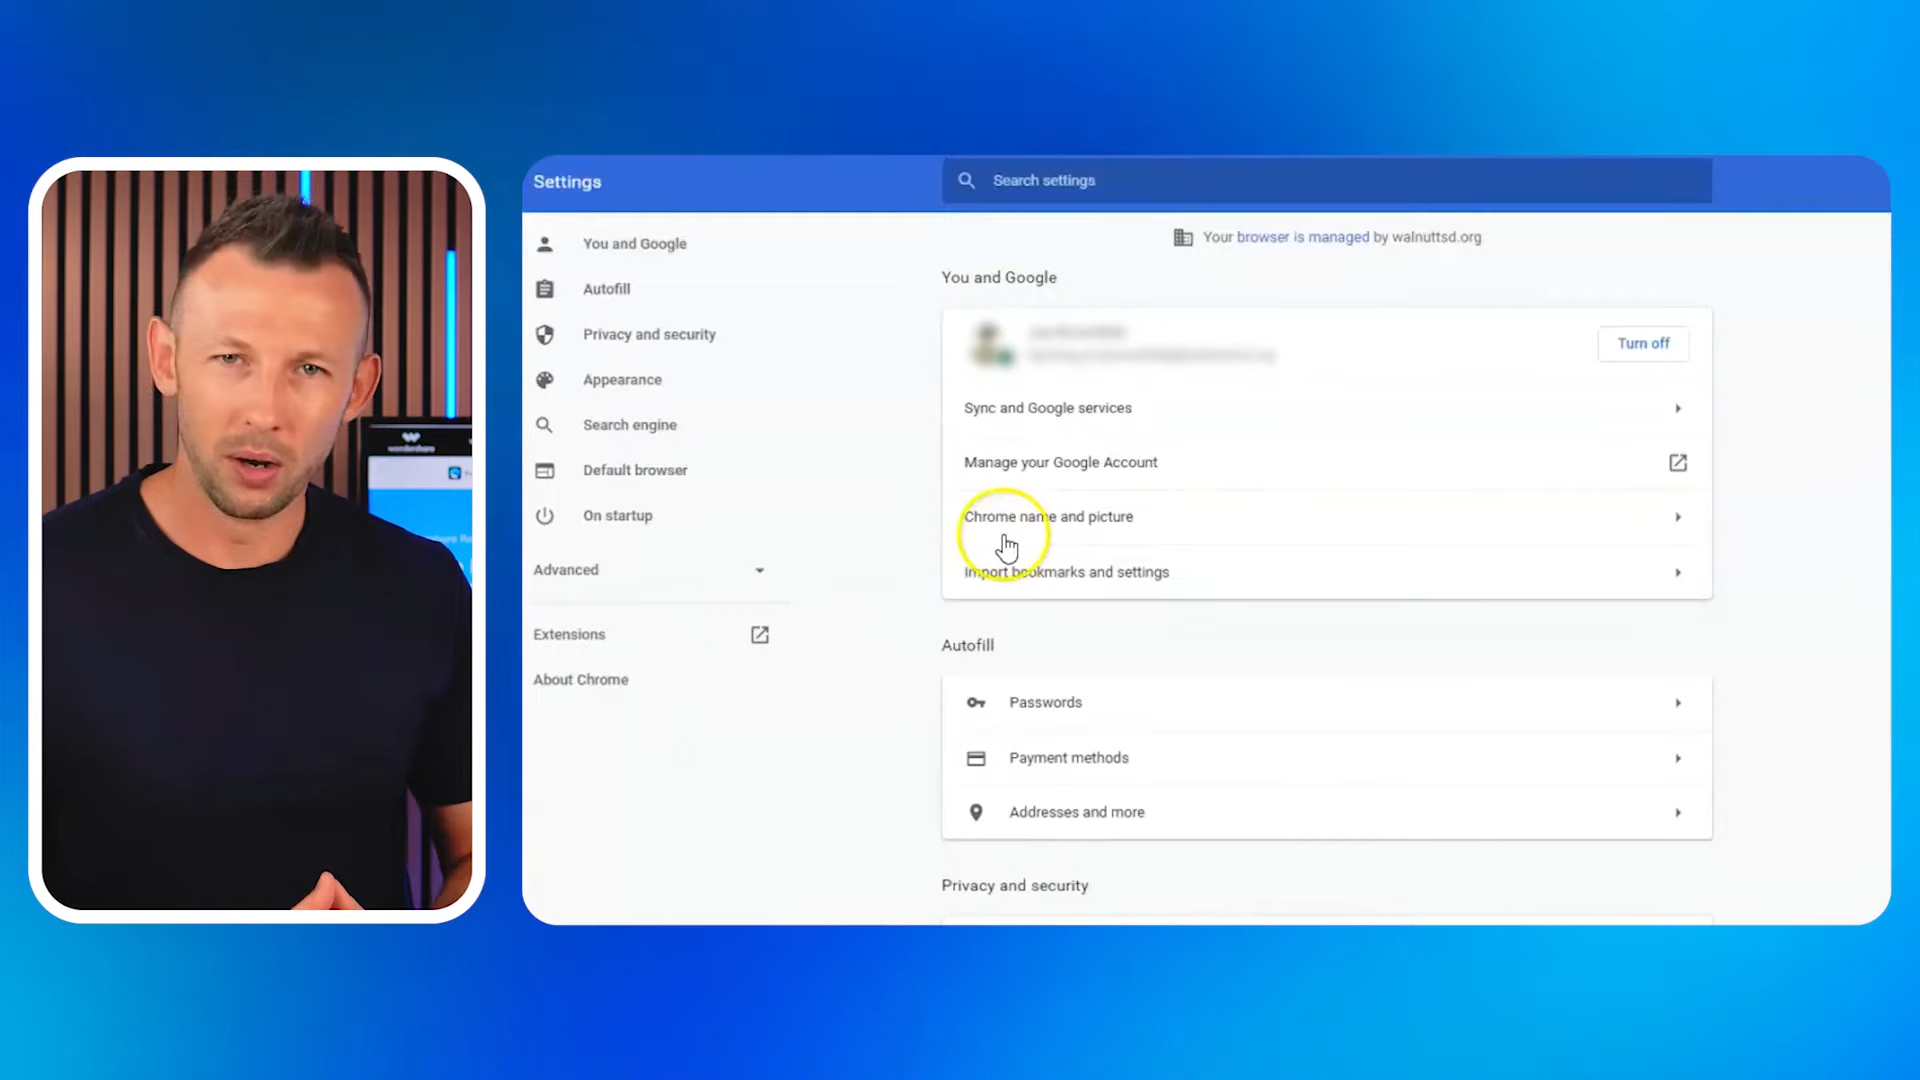 Settings
Search settings
Your browser is managed by walnuttsd.org
You and Google
Autofill
Privacy and security
Appearance
Search engine
Default browser
On startup
Advanced
Extensions
About Chrome
You and Google
Turn off
Sync and Google services
Manage your Google Account
Chrome name and picture
Import bookmarks and settings
Autofill
Passwords
Payment methods
Addresses and more
Privacy and security
wondershare